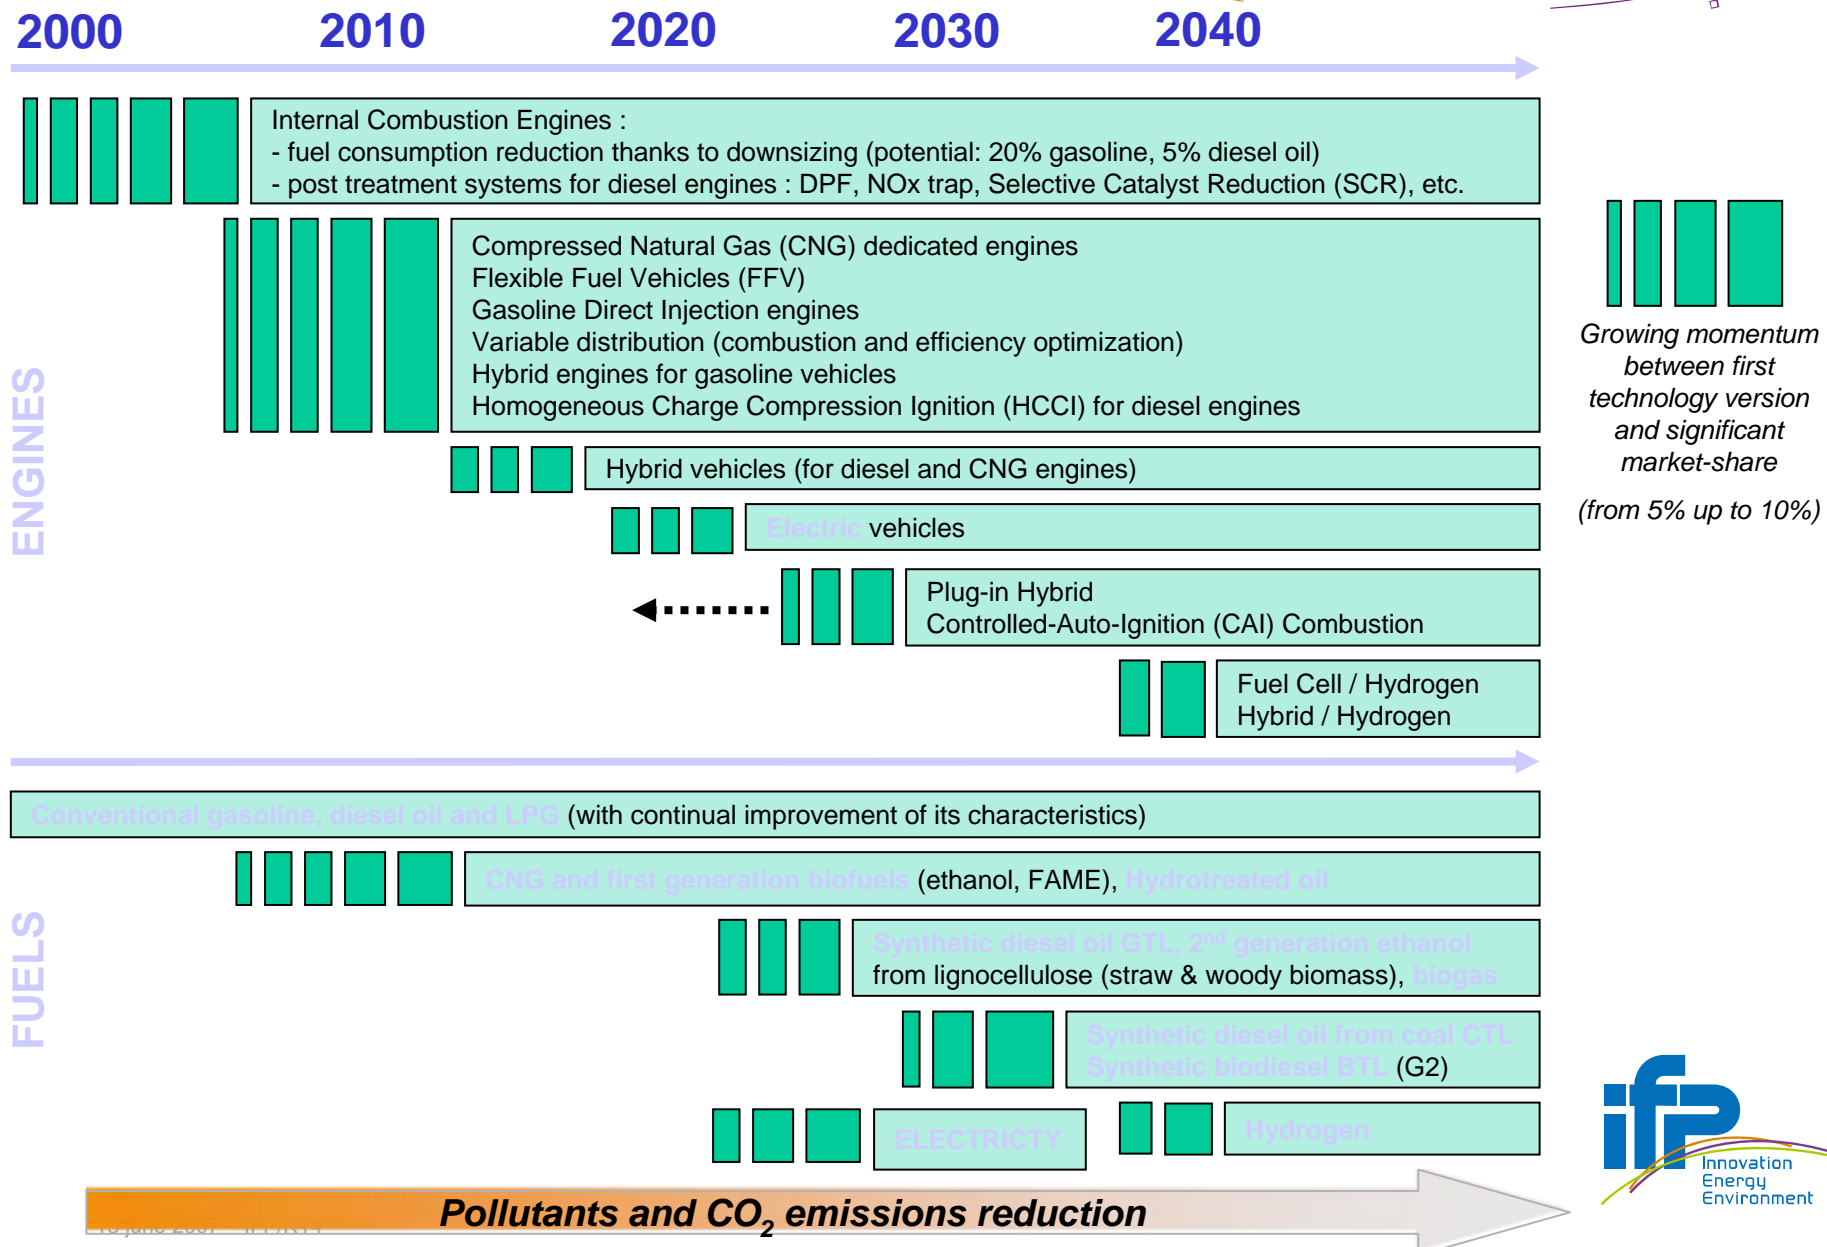 2000 2010 2020 2030 2040
Internal Combustion Engines :
- fuel consumption reduction thanks to downsizing (potential: 20% gasoline, 5% diesel oil)
- post treatment systems for diesel engines : DPF, NOx trap, Selective Catalyst Reduction (SCR), etc.
ENGINES
Compressed Natural Gas (CNG) dedicated engines
Flexible Fuel Vehicles (FFV)
Gasoline Direct Injection engines
Variable distribution (combustion and efficiency optimization)
Hybrid engines for gasoline vehicles
Homogeneous Charge Compression Ignition (HCCI) for diesel engines
Hybrid vehicles (for diesel and CNG engines)
Electric vehicles
Plug-in Hybrid
Controlled-Auto-Ignition (CAI) Combustion
Fuel Cell / Hydrogen
Hybrid / Hydrogen
Growing momentum
between first
technology version
and significant
market-share
(from 5% up to 10%)
FUELS
Conventional gasoline, diesel oil and LPG (with continual improvement of its characteristics)
CNG and first generation biofuels (ethanol, FAME), Hydrotreated oil
Synthetic diesel oil GTL, 2nd generation ethanol
from lignocellulose (straw & woody biomass), biogas
Synthetic diesel oil from coal CTL
Synthetic biodiesel BTL (G2)
ELECTRICTY
Hydrogen
Pollutants and CO2 emissions reduction
ifp
Innovation
Energy
Environment